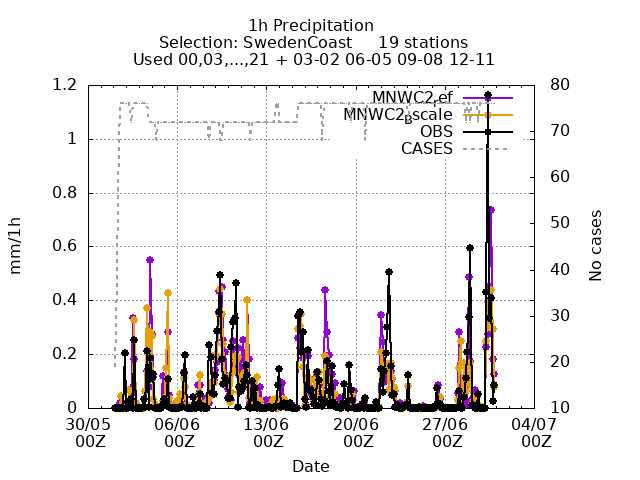 1h Precipitation
Selection: SwedenCoast 19 stations
Used 00,03,...,21 + 03-02 06-05 09-08 12-11
1.2
1
0.8
0.6
0.4
0.2
0
mm/1h
80
70
60
50
40
30
20
10
No cases
MNWC2_ref
MNWC2_Bscale
OBS
CASES
30/05 06/06 13/06 20/06 27/06 04/07
00Z 00Z 00Z 00Z 00Z 00Z
Date